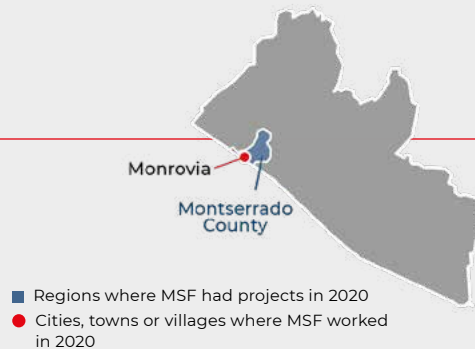 Monrovia
Montserrado
County
Regions where MSF had projects in 2020
Cities, towns or villages where MSF worked
in 2020